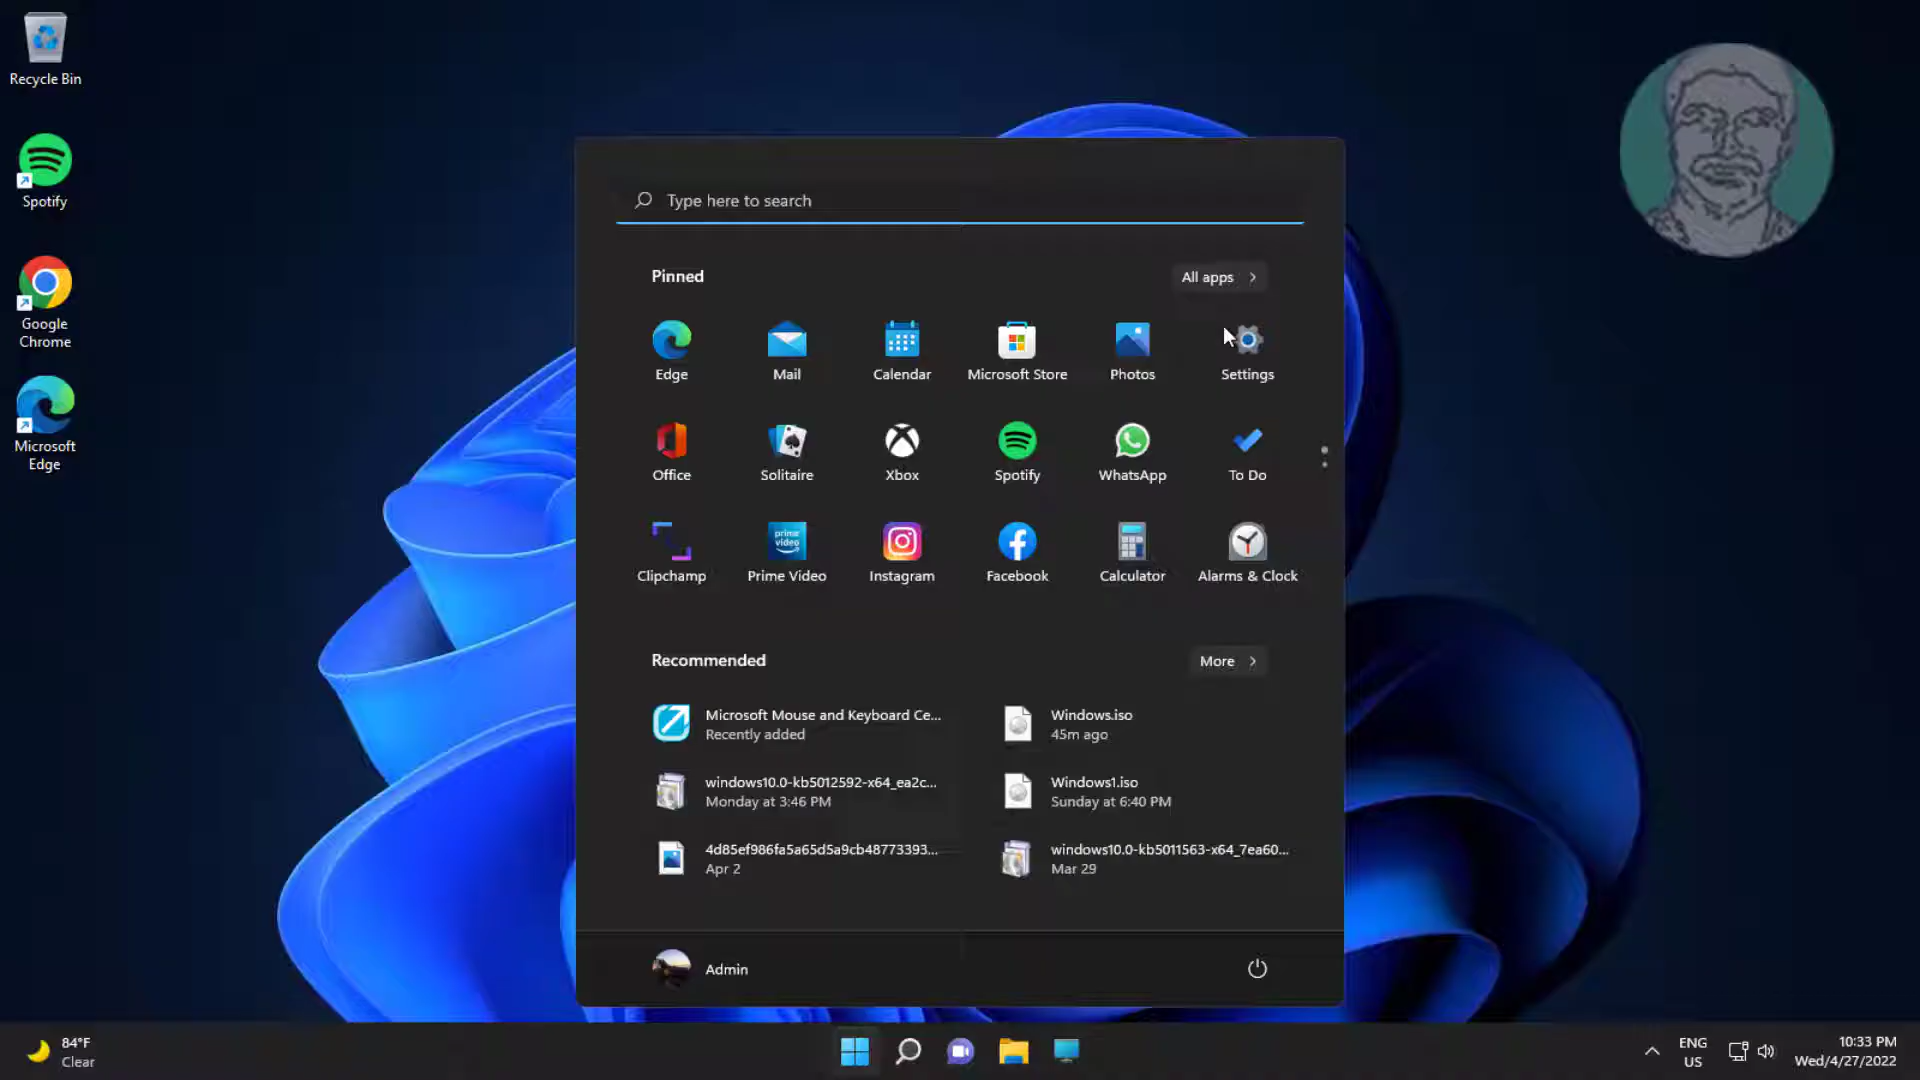 Recycle Bin
Spotify
Google
Chrome
Microsoft
Edge
Type here to search
Pinned
All apps
Edge
Mail
Calendar
Microsoft Store
Photos
Settings
Office
Solitaire
Xbox
Spotify
WhatsApp
To Do
prime
video
Clipchamp
Prime Video
Instagram
Facebook
Calculator
Alarms & Clock
Recommended
More
Microsoft Mouse and Keyboard Ce...
Recently added
Windows.iso
45m ago
windows10.0-kb5012592-x64_ea2c...
Monday at 3:46 PM
Windows1.iso
Sunday at 6:40 PM
4d85ef986fa5a65d5a9cb48773393...
Apr 2
windows10.0-kb5011563-x64_7ea60...
Mar 29
Admin
84°F
Clear
ENG
US
10:33 PM
Wed/4/27/2022